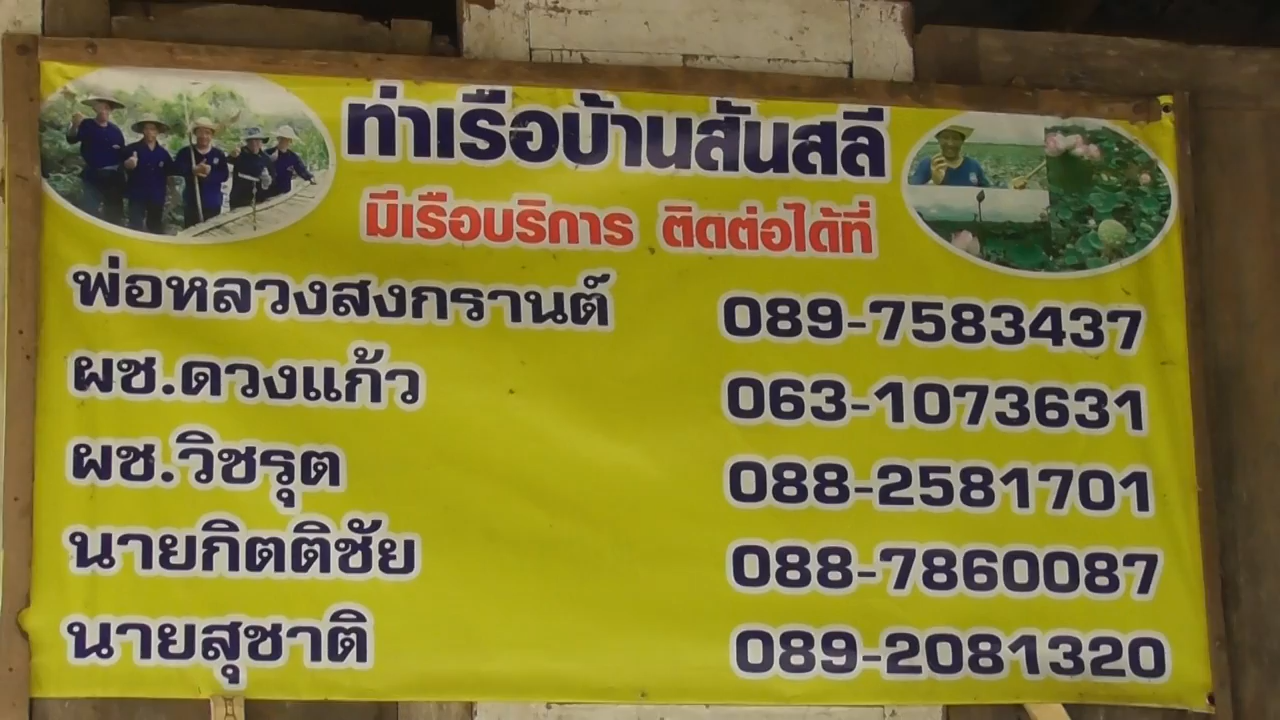 ท่าเรือบ้านสันสลี
มีเรือบริการ ติดต่อได้ที่
พ่อหลวงสงกรานต์ 089-7583437
ผช.ดวงแก้ว 063-1073631
ผช.วิชรุต 088-2581701
นายกิตติชัย 088-7860087
นายสุชาติ 089-2081320